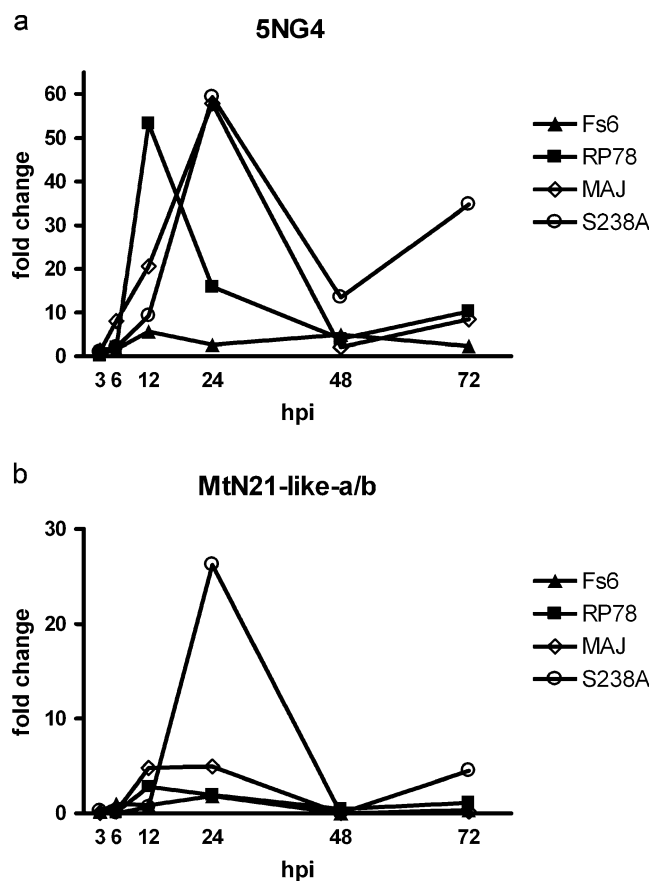 a
5NG4
60
50
40
30
20
10
0
fold change
3 6 12 24 48 72
hpi
Fs6
RP78
MAJ
S238A
b
MtN21-like-a/b
30
20
10
0
fold change
3 6 12 24 48 72
hpi
Fs6
RP78
MAJ
S238A